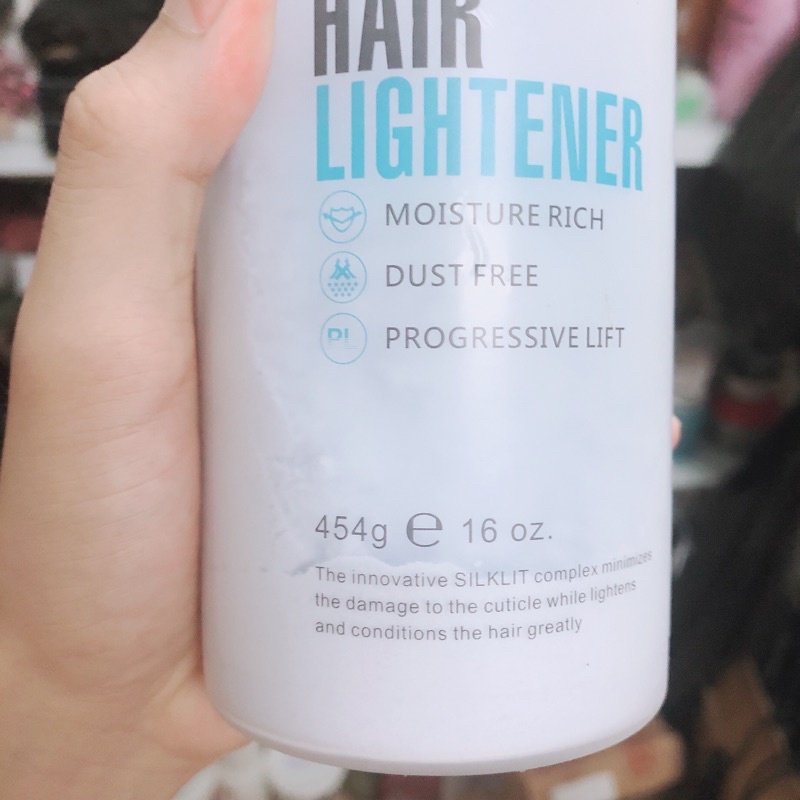 HAIR
LIGHTENER
MOISTURE RICH
DUST FREE
PL PROGRESSIVE LIFT
454g ℮ 16 oz.
The innovative SILKLIT complex minimizes
the damage to the cuticle while lightens
and conditions the hair greatly